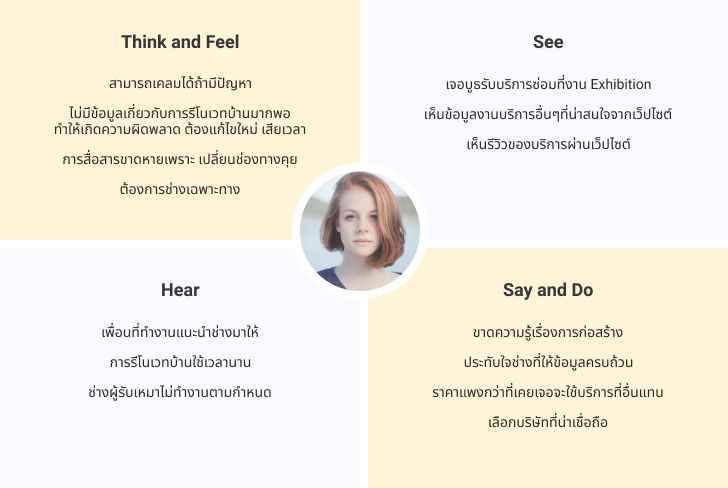 Think and Feel
สามารถเคลมได้ถ้ามีปัญหา
ไม่มีข้อมูลเกี่ยวกับการรีโนเวทบ้านมากพอ
ทำให้เกิดความผิดพลาด ต้องแก้ไขใหม่ เสียเวลา
การสื่อสารขาดหายเพราะ เปลี่ยนช่องทางคุย
ต้องการช่างเฉพาะทาง
See
เจอบูธรับบริการซ่อมที่งาน Exhibition
เห็นข้อมูลงานบริการอื่นๆที่น่าสนใจจากเว็ปไซต์
เห็นรีวิวของบริการผ่านเว็ปไซต์
Hear
เพื่อนที่ทำงานแนะนำช่างมาให้
การรีโนเวทบ้านใช้เวลานาน
ช่างผู้รับเหมาไม่ทำงานตามกำหนด
Say and Do
ขาดความรู้เรื่องการก่อสร้าง
ประทับใจช่างที่ให้ข้อมูลครบถ้วน
ราคาแพงกว่าที่เคยเจอจะใช้บริการที่อื่นแทน
เลือกบริษัทที่น่าเชื่อถือ